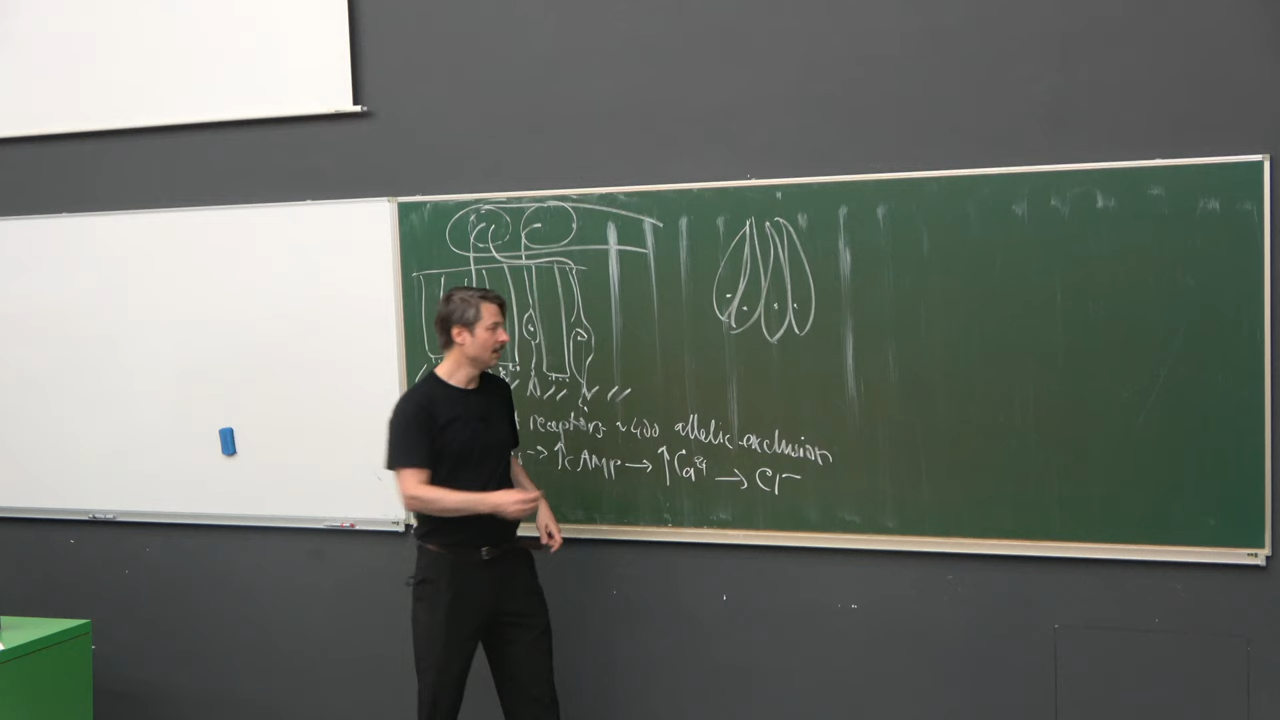 receptors ~400 allelic exclusion
→ ↑cAMP → ↑Ca²⁺ → Cl⁻